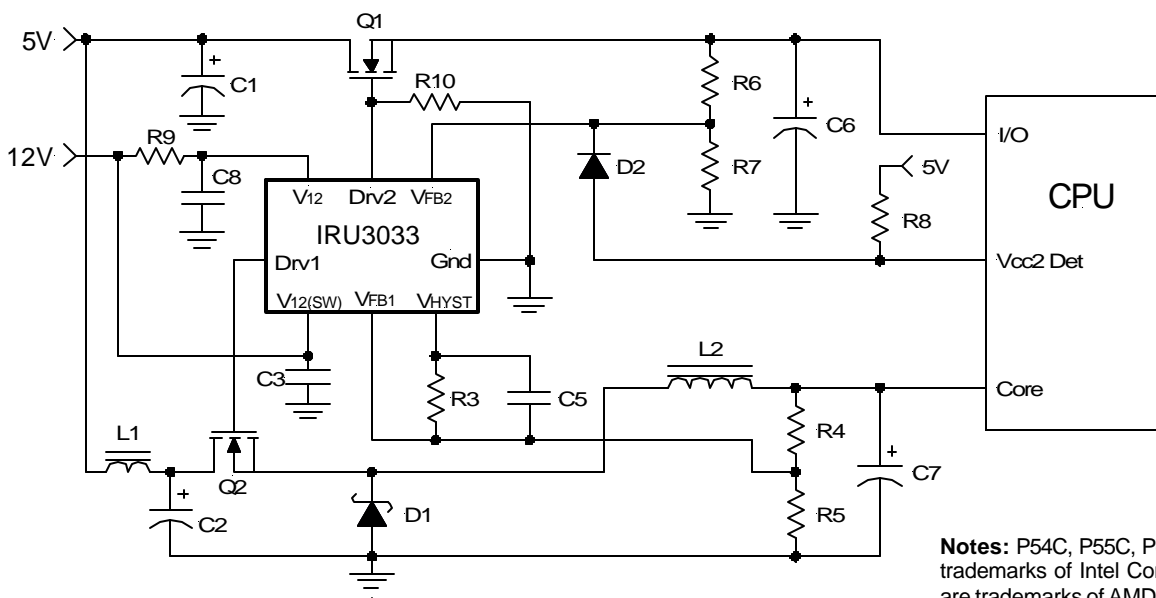 Q1
5V
+
C1
R10
R6
+
C6
R9
12V
I/O
C8
D2
R7
5V
V12
Drv2
VFB2
CPU
R8
IRU3033
Drv1
Gnd
Vcc2 Det
V12(SW)
VFB1
VHYST
L2
C3
R3
C5
Core
R4
L1
+
C7
Q2
+
C2
D1
R5
Notes: P54C, P55C, P
trademarks of Intel Cor
are trademarks of AMD